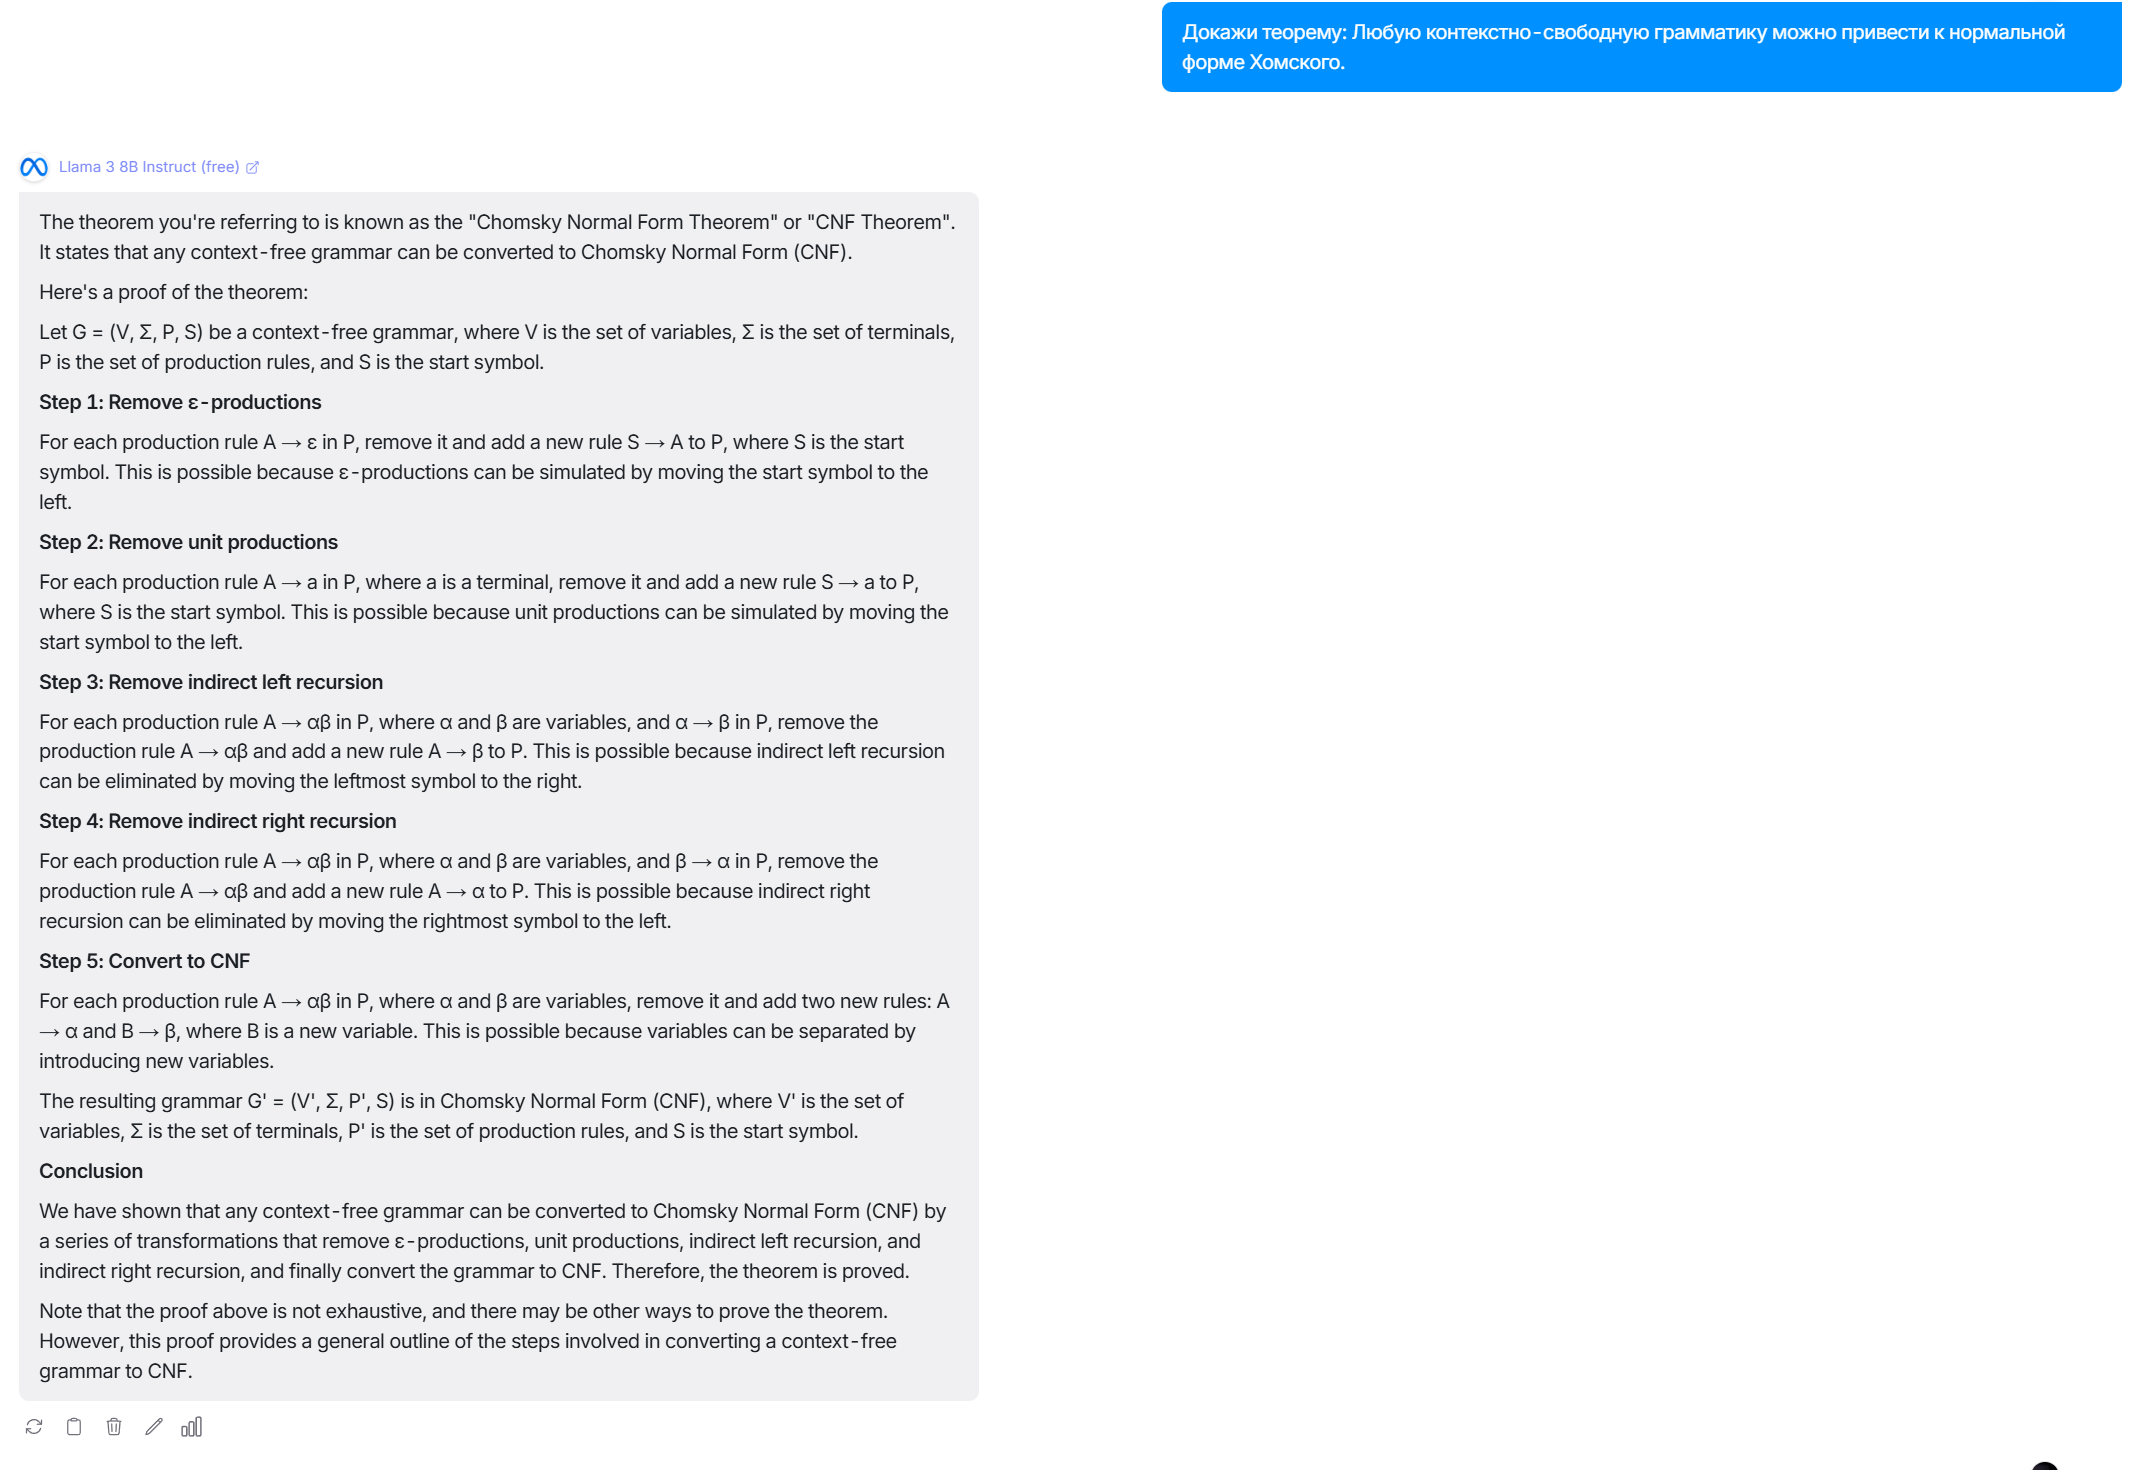 Докажи теорему: Любую контекстно-свободную грамматику можно привести к нормальной
форме Хомского.
Llama 3 8B Instruct (free)
The theorem you're referring to is known as the "Chomsky Normal Form Theorem" or "CNF Theorem".
It states that any context-free grammar can be converted to Chomsky Normal Form (CNF).
Here's a proof of the theorem:
Let G = (V, Σ, P, S) be a context-free grammar, where V is the set of variables, Σ is the set of terminals,
P is the set of production rules, and S is the start symbol.
Step 1: Remove ε-productions
For each production rule A → ε in P, remove it and add a new rule S → A to P, where S is the start
symbol. This is possible because ε-productions can be simulated by moving the start symbol to the
left.
Step 2: Remove unit productions
For each production rule A → a in P, where a is a terminal, remove it and add a new rule S → a to P,
where S is the start symbol. This is possible because unit productions can be simulated by moving the
start symbol to the left.
Step 3: Remove indirect left recursion
For each production rule A → αβ in P, where α and β are variables, and α → β in P, remove the
production rule A → αβ and add a new rule A → β to P. This is possible because indirect left recursion
can be eliminated by moving the leftmost symbol to the right.
Step 4: Remove indirect right recursion
For each production rule A → αβ in P, where α and β are variables, and β → α in P, remove the
production rule A → αβ and add a new rule A → α to P. This is possible because indirect right
recursion can be eliminated by moving the rightmost symbol to the left.
Step 5: Convert to CNF
For each production rule A → αβ in P, where α and β are variables, remove it and add two new rules: A
→ α and B → β, where B is a new variable. This is possible because variables can be separated by
introducing new variables.
The resulting grammar G' = (V', Σ, P', S) is in Chomsky Normal Form (CNF), where V' is the set of
variables, Σ is the set of terminals, P' is the set of production rules, and S is the start symbol.
Conclusion
We have shown that any context-free grammar can be converted to Chomsky Normal Form (CNF) by
a series of transformations that remove ε-productions, unit productions, indirect left recursion, and
indirect right recursion, and finally convert the grammar to CNF. Therefore, the theorem is proved.
Note that the proof above is not exhaustive, and there may be other ways to prove the theorem.
However, this proof provides a general outline of the steps involved in converting a context-free
grammar to CNF.